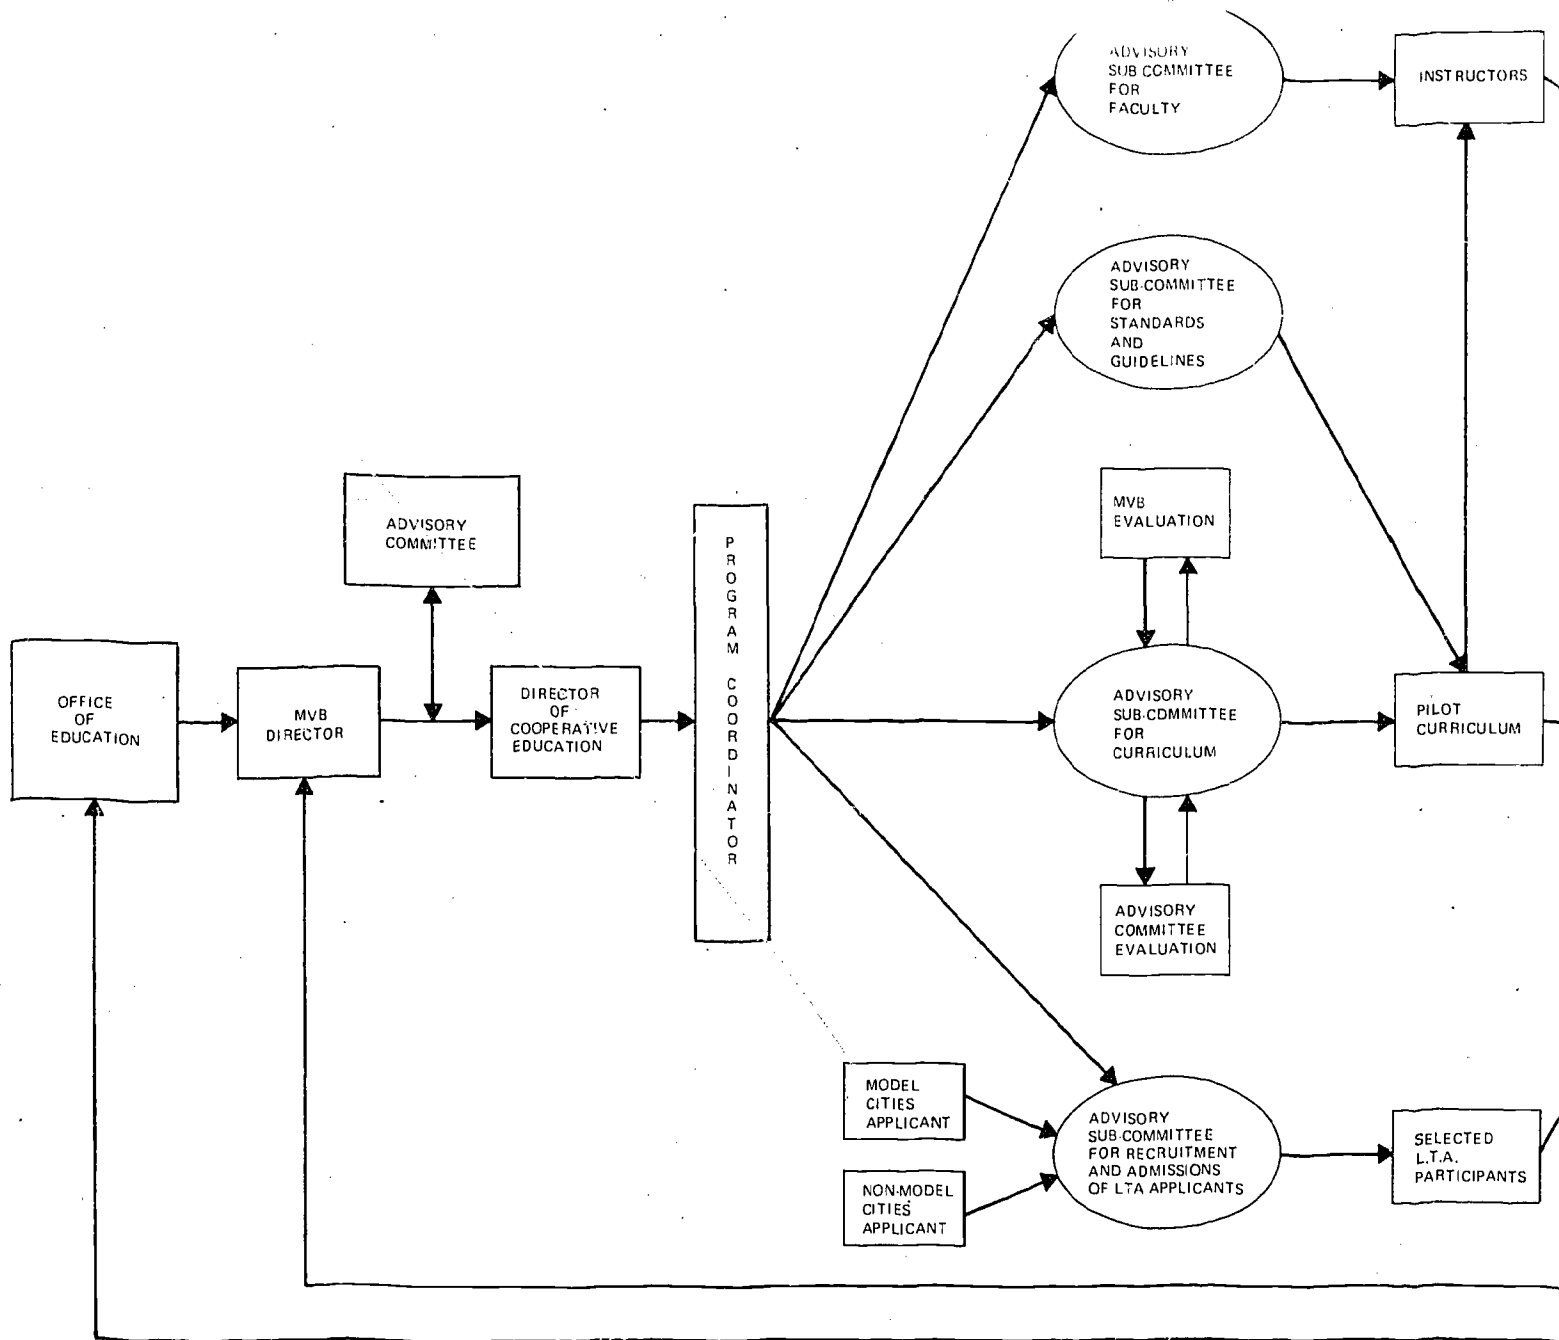 ADVISORY
SUB COMMITTEE
FOR
FACULTY
INSTRUCTORS
ADVISORY
SUB-COMMITTEE
FOR
STANDARDS
AND
GUIDELINES
MVB
EVALUATION
ADVISORY
COMMITTEE
PROGRAM COORDINATOR
OFFICE
OF
EDUCATION
MVB
DIRECTOR
DIRECTOR
OF
COOPERATIVE
EDUCATION
ADVISORY
SUB-COMMITTEE
FOR
CURRICULUM
PILOT
CURRICULUM
ADVISORY
COMMITTEE
EVALUATION
MODEL
CITIES
APPLICANT
NON-MODEL
CITIES
APPLICANT
ADVISORY
SUB-COMMITTEE
FOR RECRUITMENT
AND ADMISSIONS
OF LTA APPLICANTS
SELECTED
L.T.A.
PARTICIPANTS